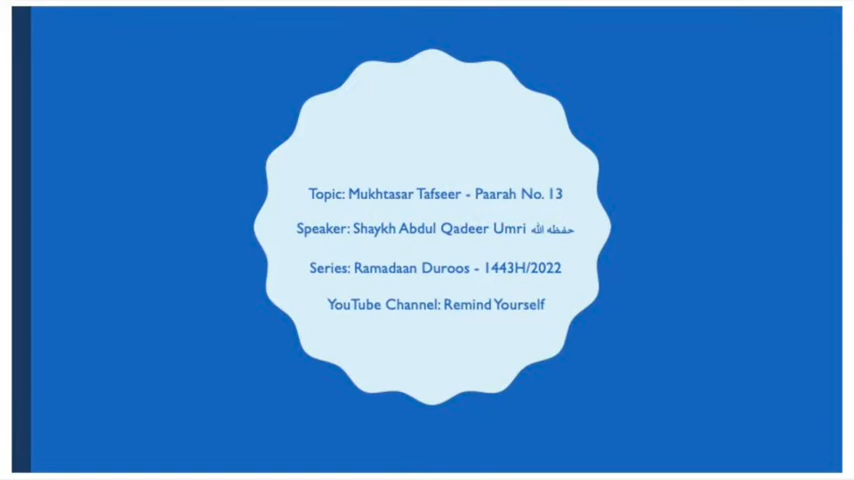 Topic: Mukhtasar Tafseer - Paarah No. 13
Speaker: Shaykh Abdul Qadeer Umri حفظه الله
Series: Ramadaan Duroos - 1443H/2022
YouTube Channel: Remind Yourself